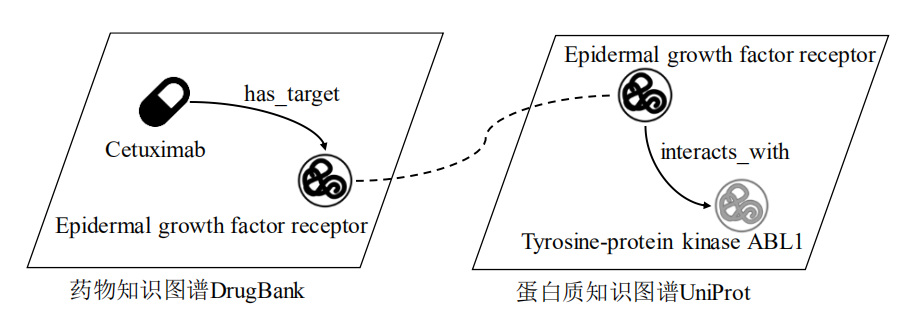 has_target
Cetuximab
Epidermal growth factor receptor
药物知识图谱DrugBank
Epidermal growth factor receptor
interacts_with
Tyrosine-protein kinase ABL1
蛋白质知识图谱UniProt